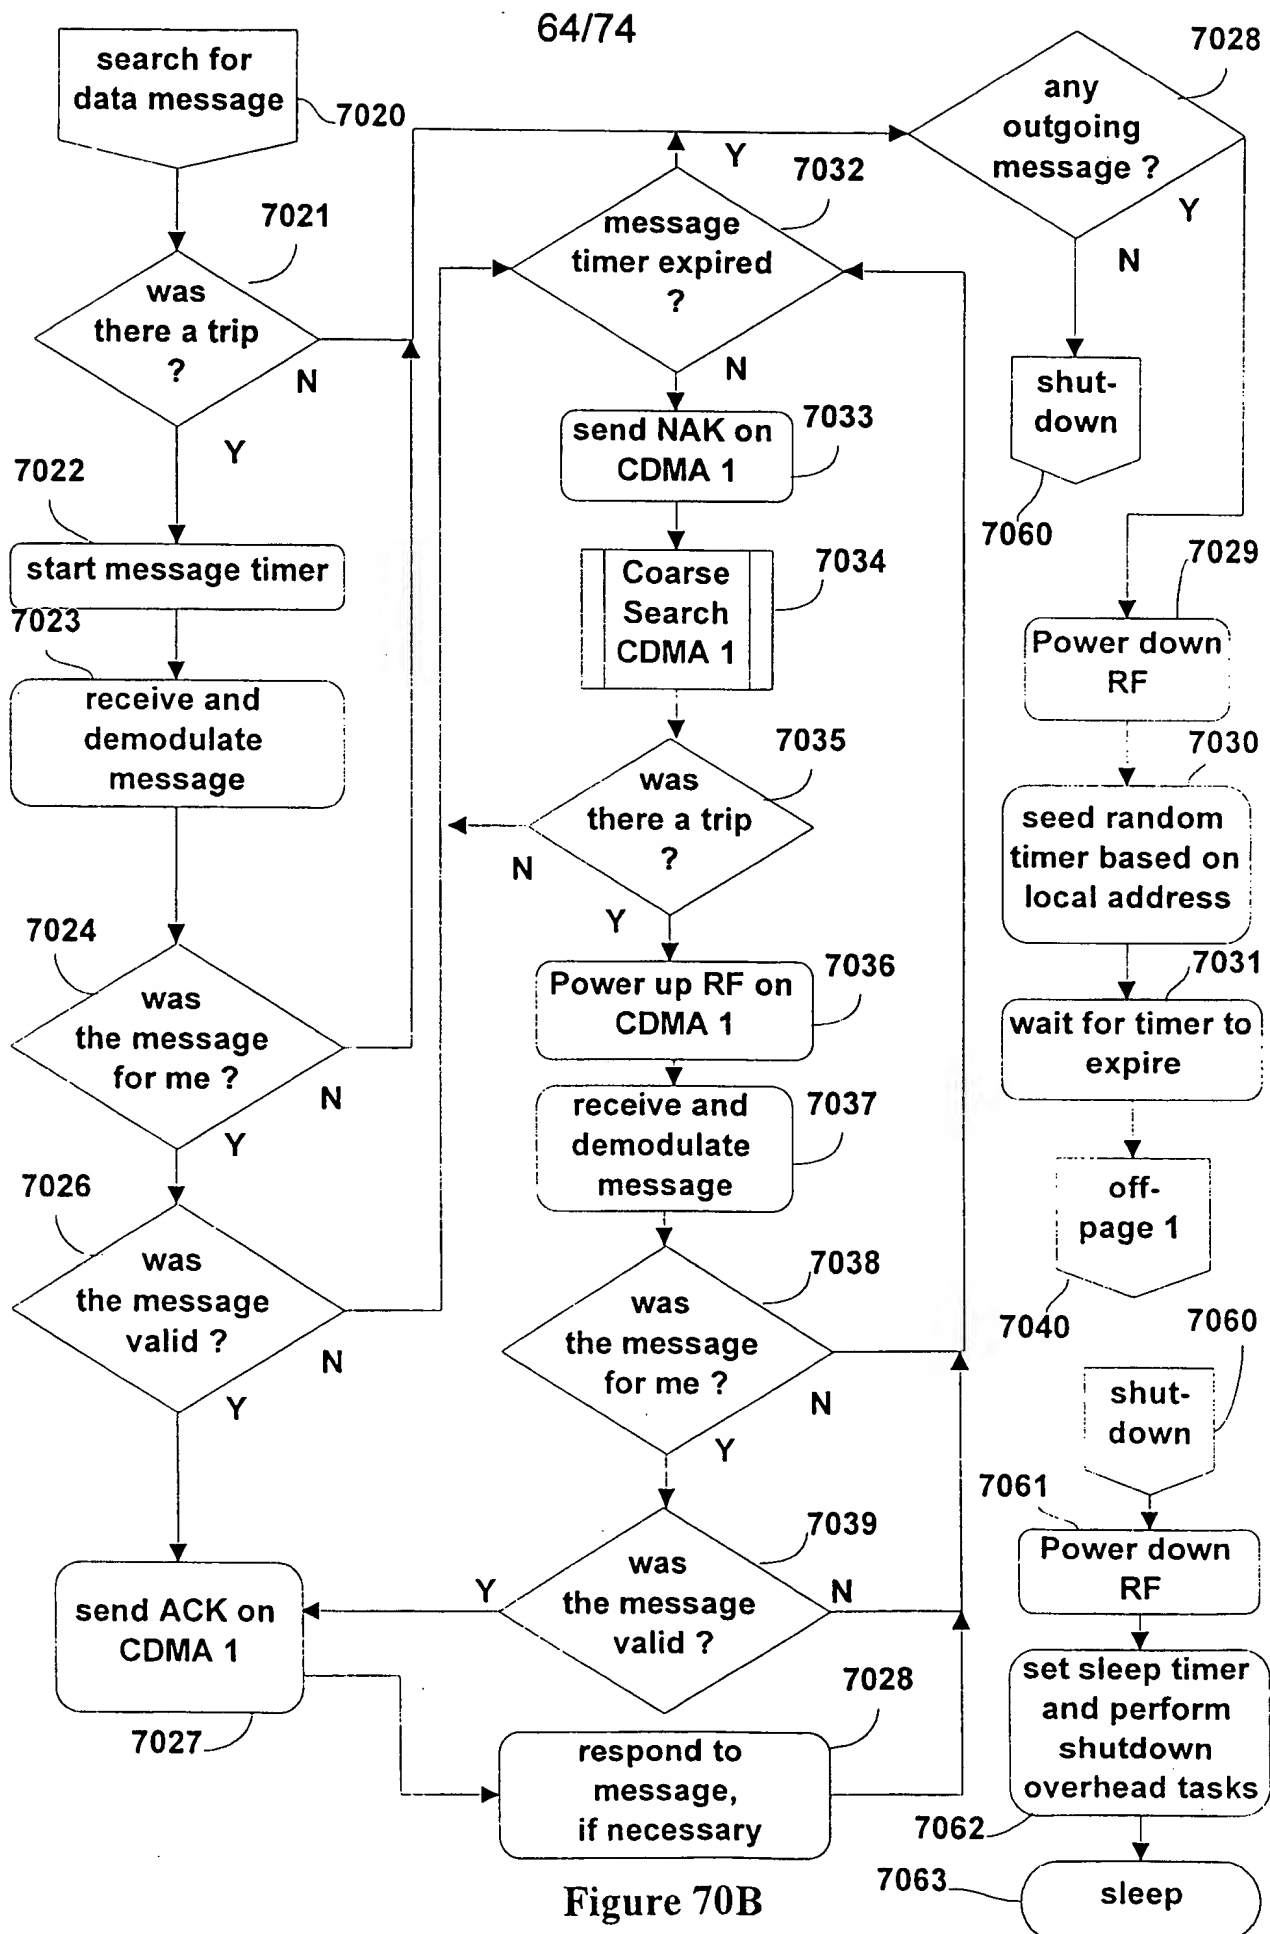 64/74
search for
data message
7020
7021
was
there a trip
?
N
Y
7022
start message timer
7023
receive and
demodulate
message
7024
was
the message
for me ?
N
Y
7026
was
the message
valid ?
N
Y
send ACK on
CDMA 1
7027
Y
7032
message
timer expired
?
N
7033
send NAK on
CDMA 1
7034
Coarse
Search
CDMA 1
7035
was
there a trip
?
N
Y
7036
Power up RF on
CDMA 1
7037
receive and
demodulate
message
7038
was
the message
for me ?
N
Y
7039
was
the message
valid ?
Y
N
7028
respond to
message,
if necessary
7028
any
outgoing
message ?
Y
N
shut-
down
7060
7029
Power down
RF
7030
seed random
timer based on
local address
7031
wait for timer to
expire
off-
page 1
7040
7060
shut-
down
7061
Power down
RF
set sleep timer
and perform
shutdown
overhead tasks
7062
7063
sleep
Figure 70B